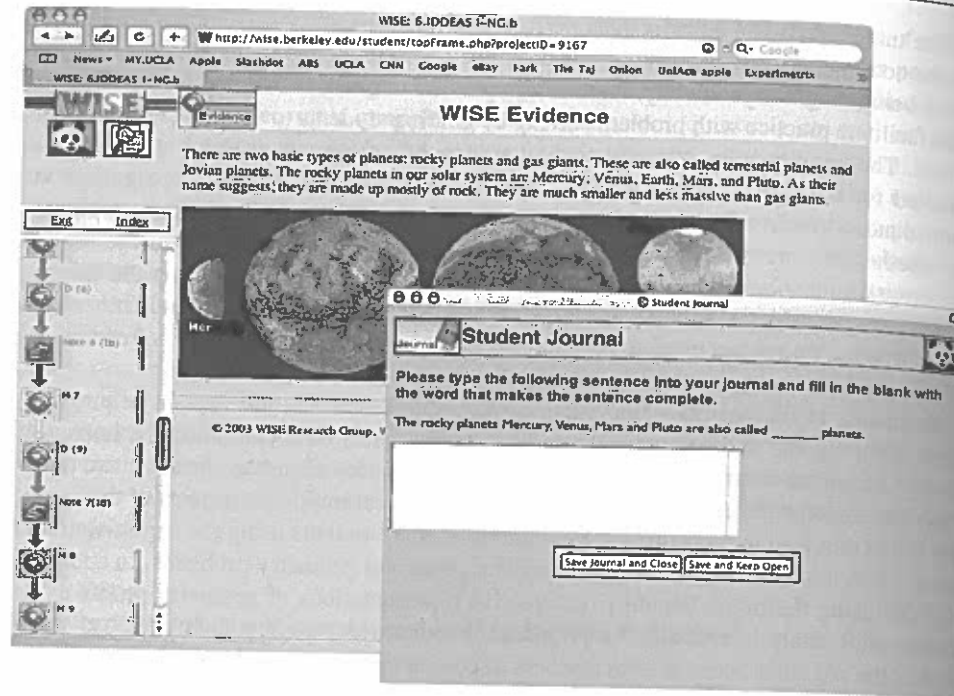 WISE: 6.IDDEAS I-NG.b
W http://wise.berkeley.edu/student/topFrame.php?projectID=9167
Q- Google
News MY.UCLA Apple Slashdot ABS UCLA CNN Google eBay Fark The Taj Onion UniAce apple Experimetrix
WISE: 6.IDDEAS I-NG.b
WISE
Evidence
WISE Evidence
There are two basic types of planets: rocky planets and gas giants. These are also called terrestrial planets and
Jovian planets. The rocky planets in our solar system are Mercury, Venus, Earth, Mars, and Pluto. As their
name suggests, they are made up mostly of rock. They are much smaller and less massive than gas giants.
Exit Index
D (8)
Note 6 (18)
M 7
D (9)
Note 7(18)
M 8
M 9
Mer
© 2003 WISE Research Group,
Student Journal
Journal
Student Journal
Please type the following sentence into your journal and fill in the blank with
the word that makes the sentence complete.
The rocky planets Mercury, Venus, Mars and Pluto are also called ______ planets.
Save Journal and Close Save and Keep Open